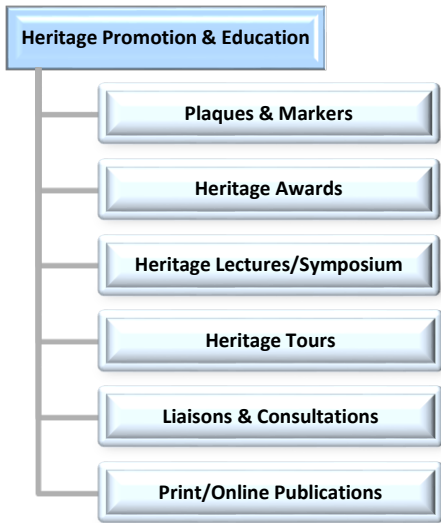 Heritage Promotion & Education
Plaques & Markers
Heritage Awards
Heritage Lectures/Symposium
Heritage Tours
Liaisons & Consultations
Print/Online Publications